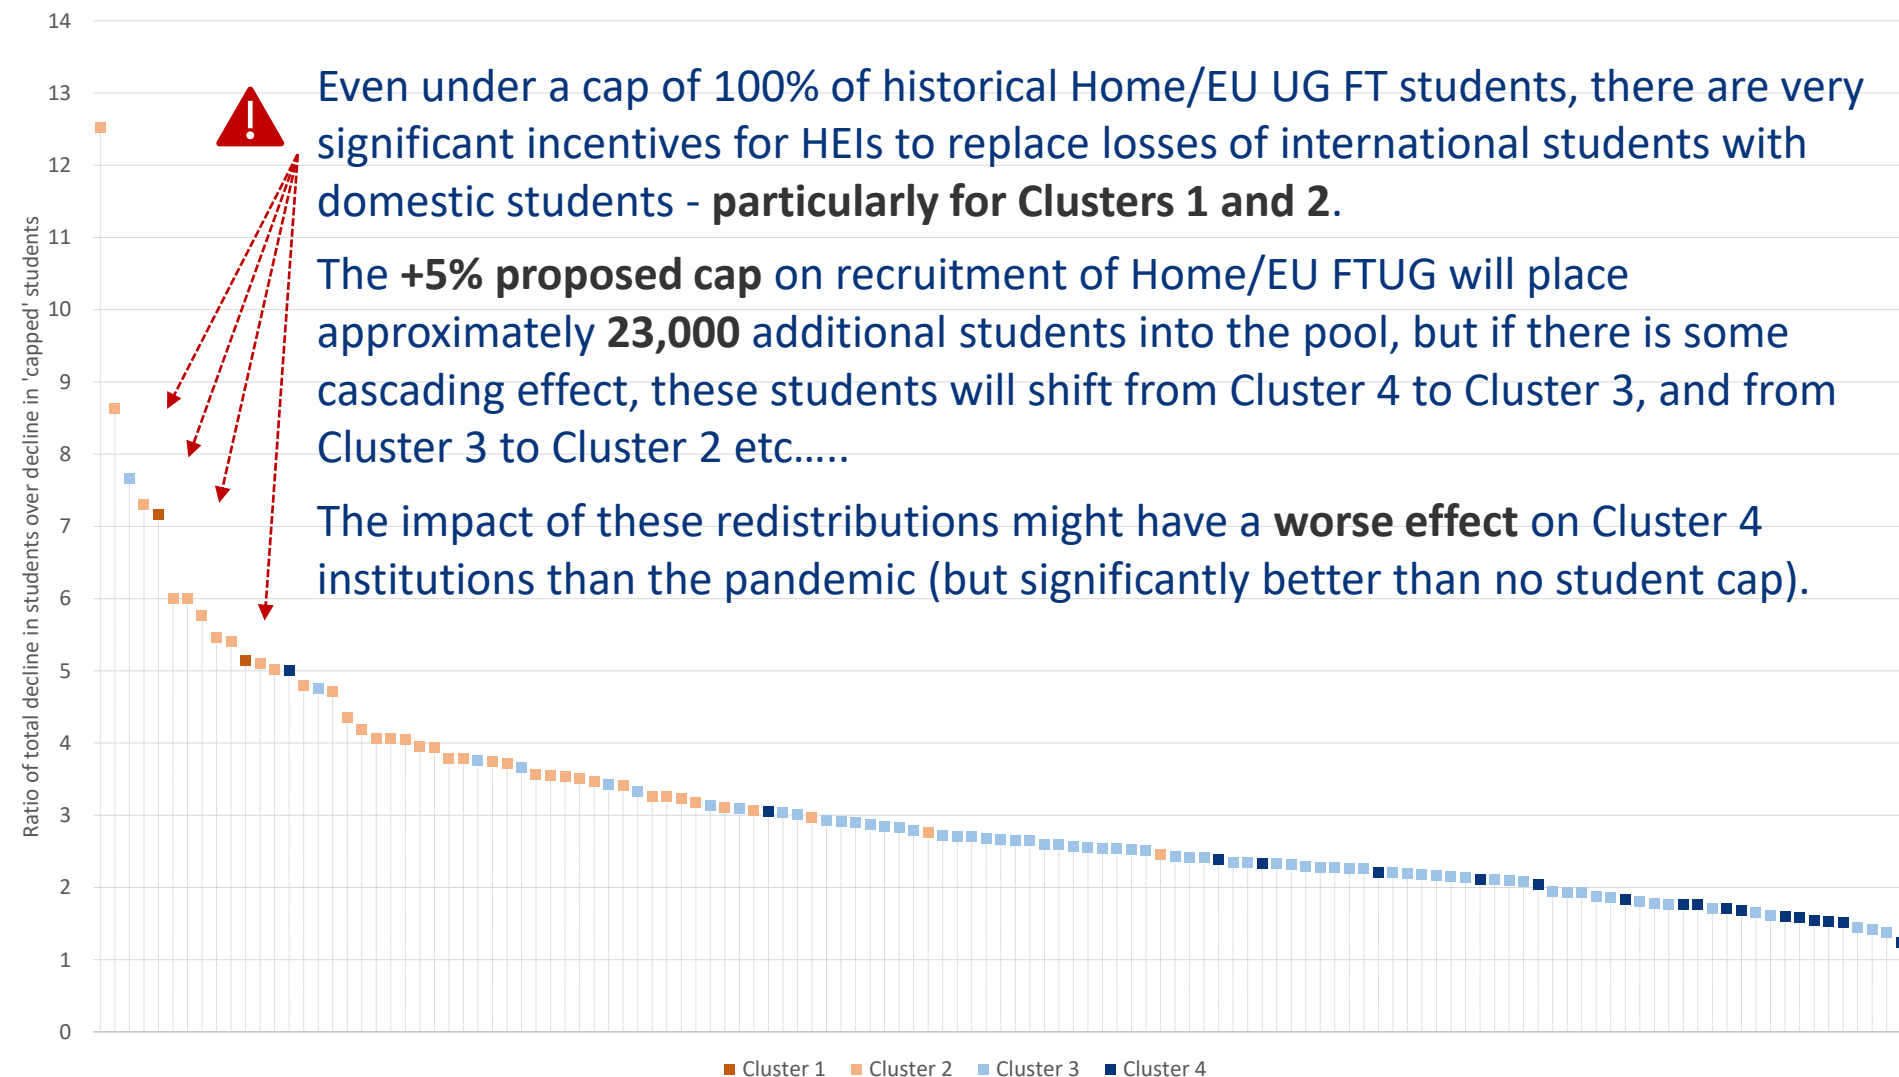 14
13
12
11
10
9
8
7
6
5
4
3
2
1
0
Ratio of total decline in students over decline in 'capped' students
Even under a cap of 100% of historical Home/EU UG FT students, there are very
significant incentives for HEIs to replace losses of international students with
domestic students - particularly for Clusters 1 and 2.
The +5% proposed cap on recruitment of Home/EU FTUG will place
approximately 23,000 additional students into the pool, but if there is some
cascading effect, these students will shift from Cluster 4 to Cluster 3, and from
Cluster 3 to Cluster 2 etc.....
The impact of these redistributions might have a worse effect on Cluster 4
institutions than the pandemic (but significantly better than no student cap).
Cluster 1 Cluster 2 Cluster 3 Cluster 4